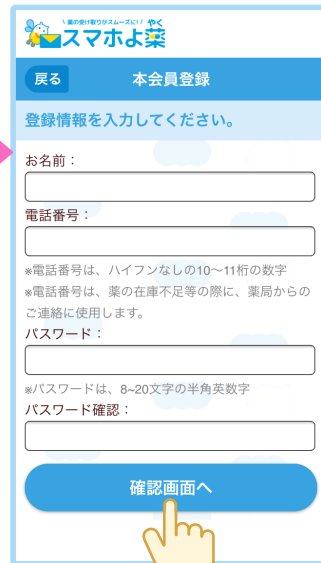 \ 薬の受け取りがスムーズに! /
やく
スマホよ薬
戻る 本会員登録
登録情報を入力してください。
お名前：
電話番号：
※電話番号は、ハイフンなしの10～11桁の数字
※電話番号は、薬の在庫不足等の際に、薬局からの
ご連絡に使用します。
パスワード：
※パスワードは、8~20文字の半角英数字
パスワード確認：
確認画面へ